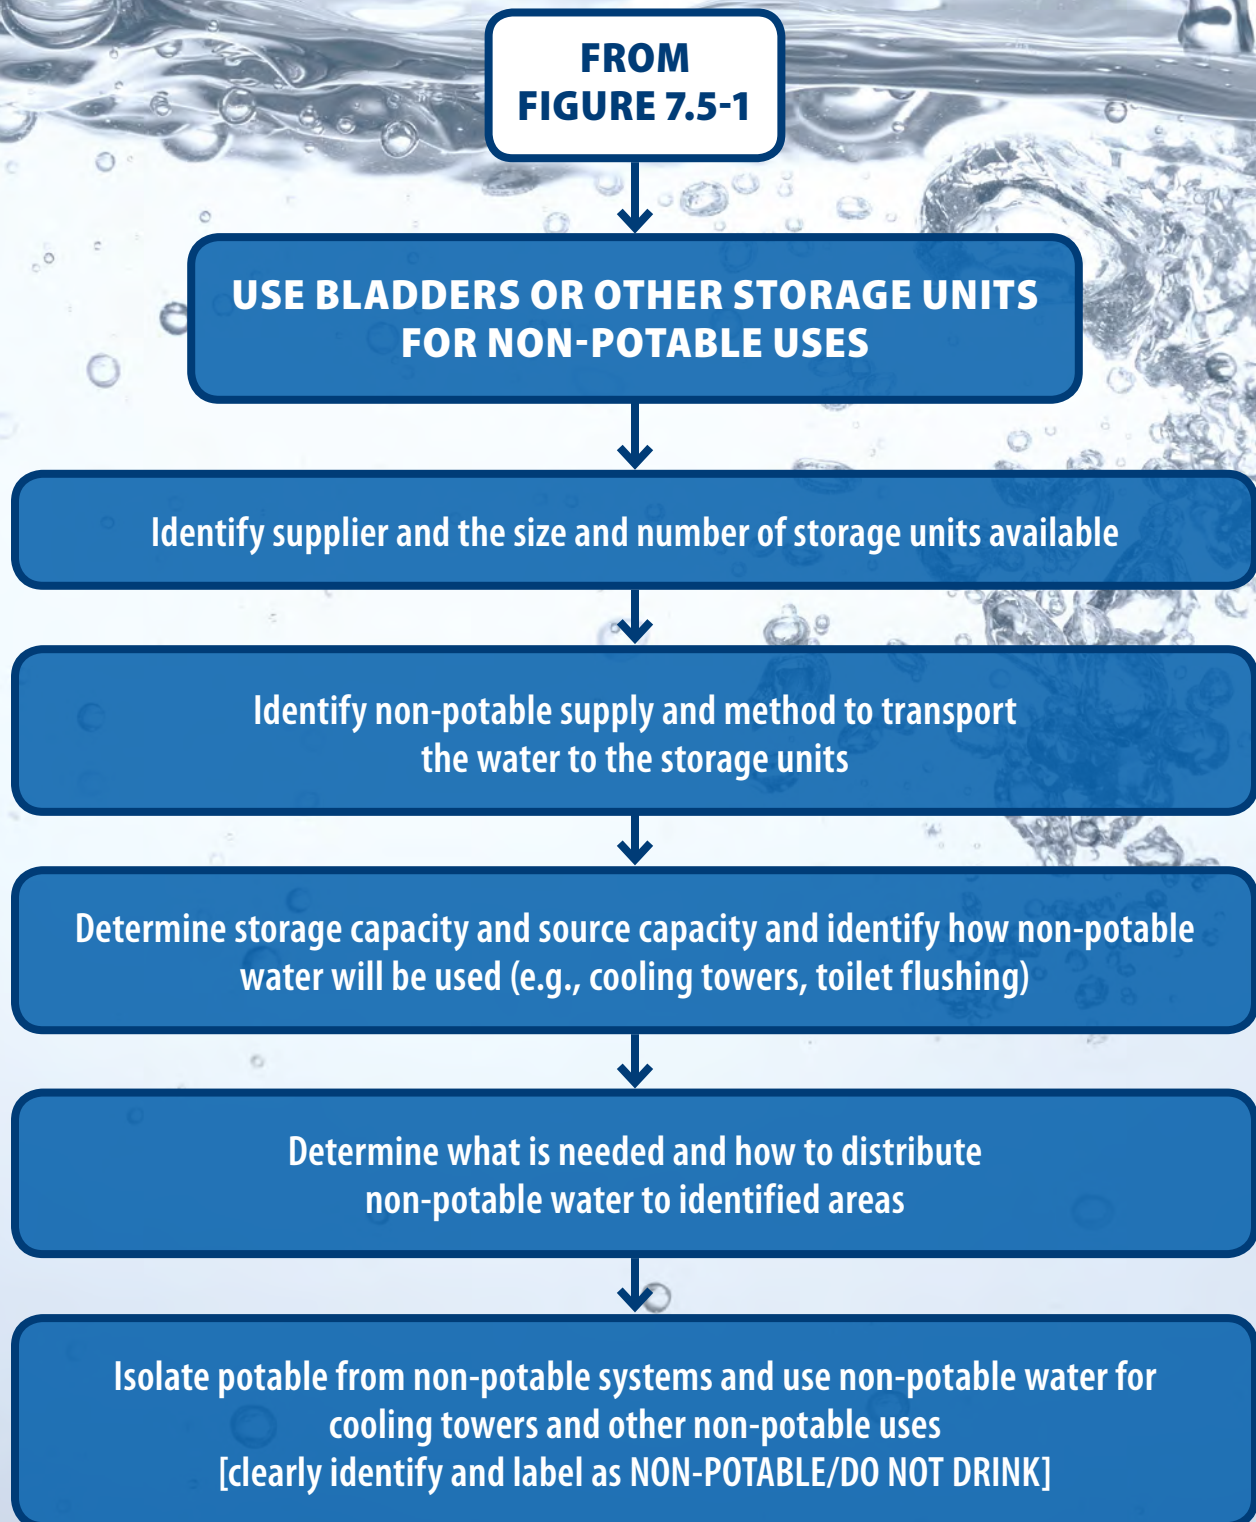 FROM
FIGURE 7.5-1
USE BLADDERS OR OTHER STORAGE UNITS
FOR NON-POTABLE USES
Identify supplier and the size and number of storage units available
Identify non-potable supply and method to transport
the water to the storage units
Determine storage capacity and source capacity and identify how non-potable
water will be used (e.g., cooling towers, toilet flushing)
Determine what is needed and how to distribute
non-potable water to identified areas
Isolate potable from non-potable systems and use non-potable water for
cooling towers and other non-potable uses
[clearly identify and label as NON-POTABLE/DO NOT DRINK]